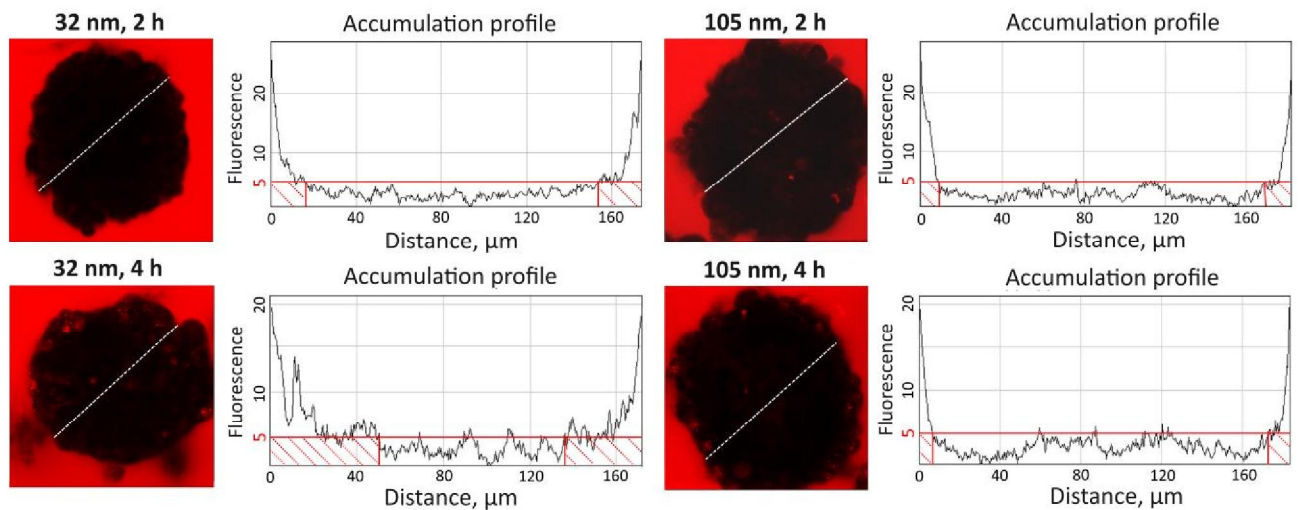 32 nm, 2 h
Accumulation profile
Fluorescence
20
10
5
0 40 80 120 160
Distance, µm
105 nm, 2 h
Accumulation profile
Fluorescence
20
10
5
0 40 80 120 160
Distance, µm
32 nm, 4 h
Accumulation profile
Fluorescence
20
10
5
0 40 80 120 160
Distance, µm
105 nm, 4 h
Accumulation profile
Fluorescence
20
10
5
0 40 80 120 160
Distance, µm